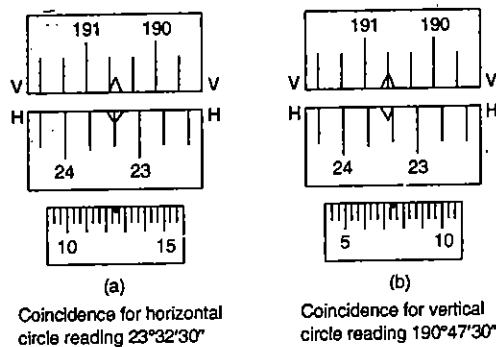 191 190
V V
H H
24 23
10 15
(a)
Coincidence for horizontal
circle reading 23°32'30"
191 190
V V
H H
24 23
5 10
(b)
Coincidence for vertical
circle reading 190°47'30"